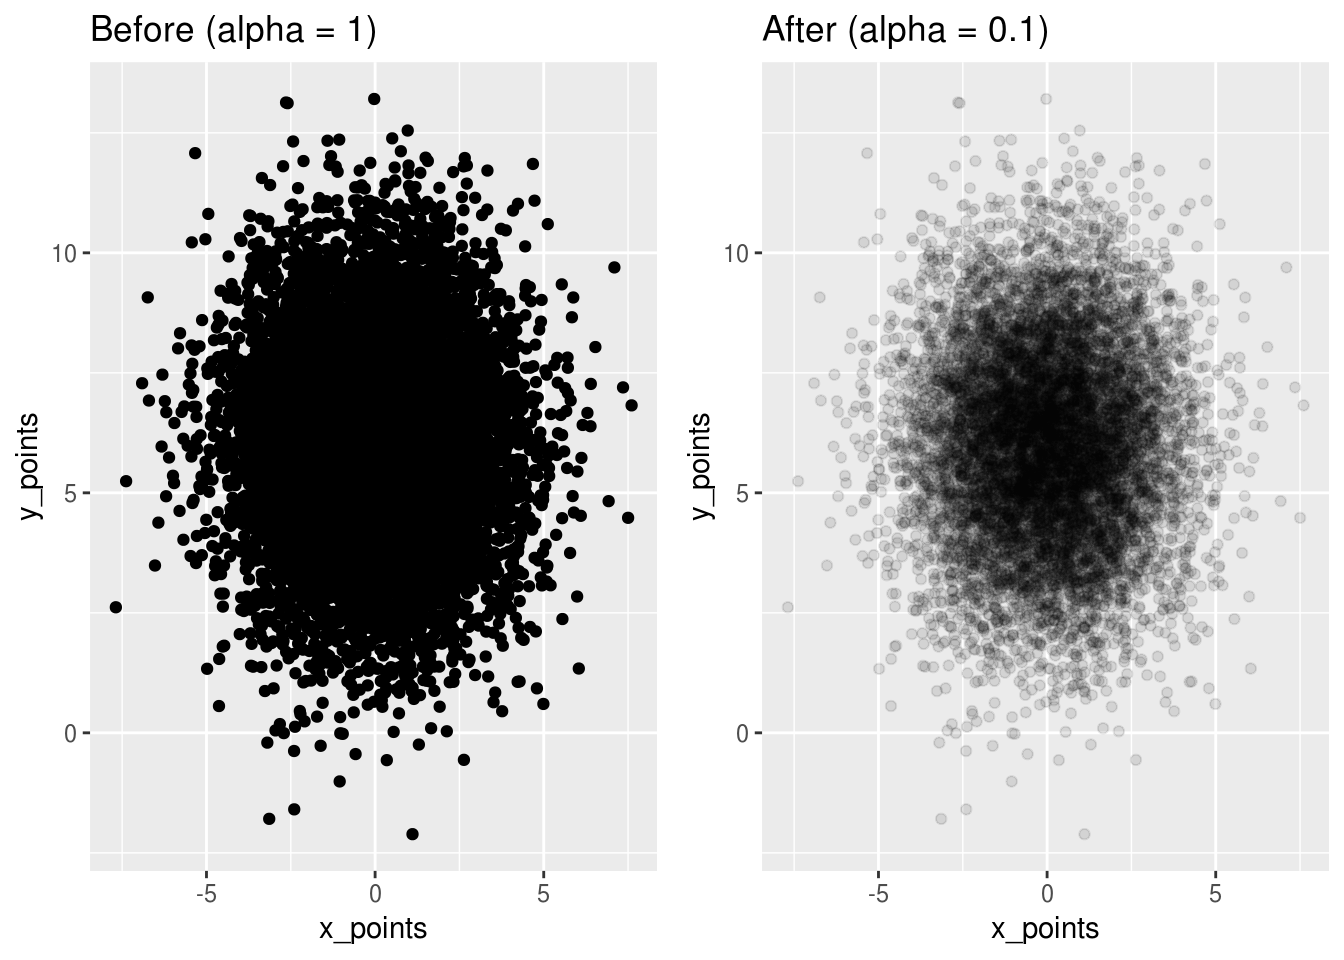 Before (alpha = 1)
10
5
0
y_points
-5 0 5
x_points
After (alpha = 0.1)
10
5
0
y_points
-5 0 5
x_points